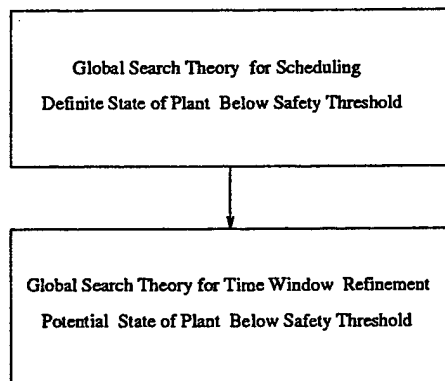 Global Search Theory for Scheduling
Definite State of Plant Below Safety Threshold
Global Search Theory for Time Window Refinement
Potential State of Plant Below Safety Threshold